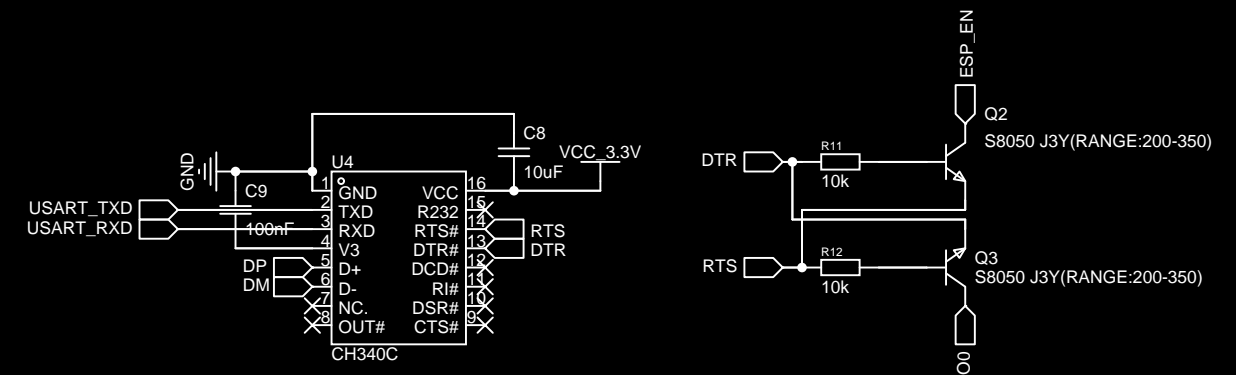 ESP_EN
Q2
S8050 J3Y(RANGE:200-350)
DTR
R11
10k
RTS
R12
10k
Q3
S8050 J3Y(RANGE:200-350)
O0
C8
10uF
VCC_3.3V
GND
C9
100nF
USART_TXD
USART_RXD
DP
DM
U4
1 GND
2 TXD
3 RXD
4 V3
5 D+
6 D-
7 NC.
8 OUT#
16 VCC
15 R232
14 RTS#
13 DTR#
12 DCD#
11 RI#
10 DSR#
9 CTS#
RTS
DTR
CH340C